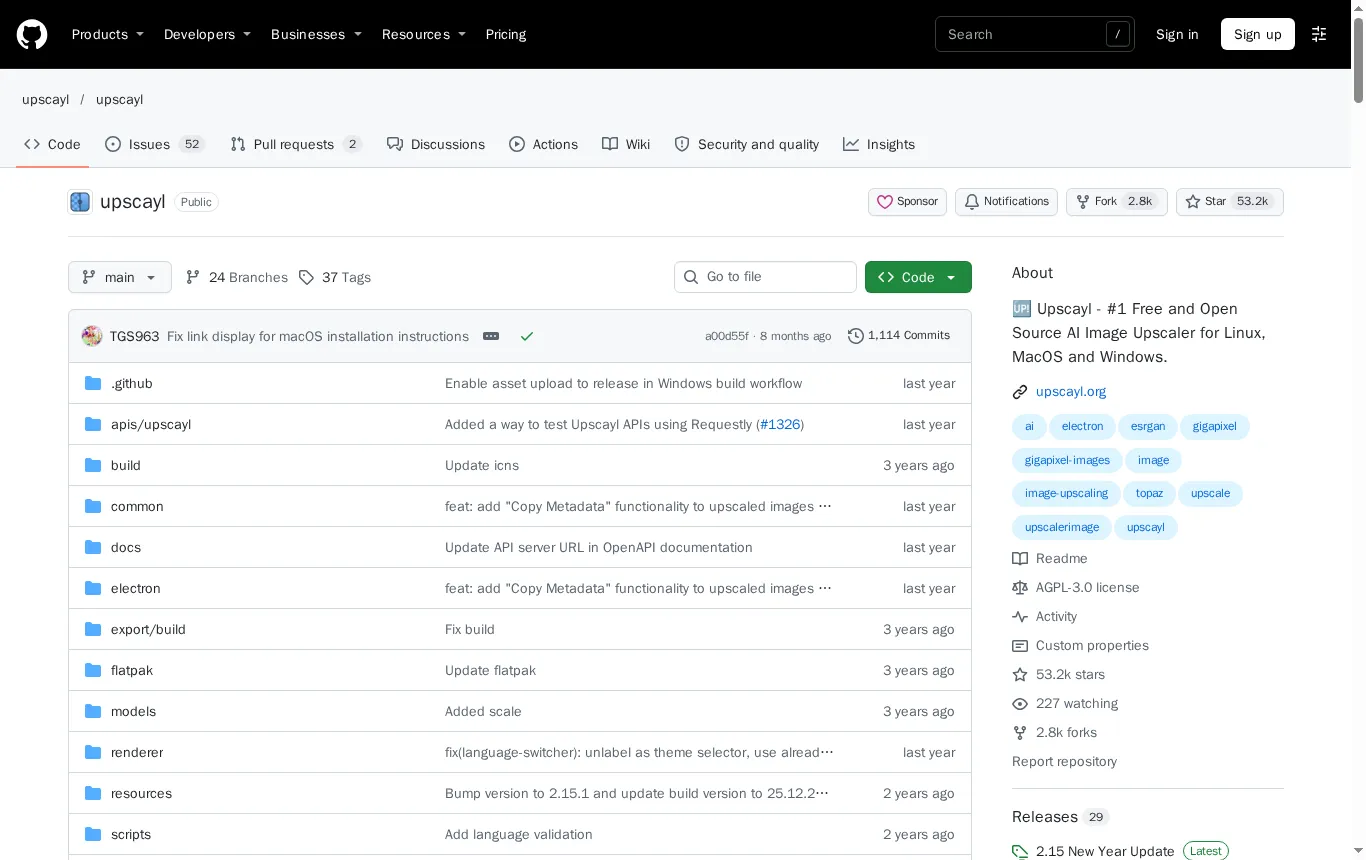 Products Developers Businesses Resources Pricing Search / Sign in Sign up
upscayl / upscayl
Code Issues 52 Pull requests 2 Discussions Actions Wiki Security and quality Insights
upscayl Public Sponsor Notifications Fork 2.8k Star 53.2k
main 24 Branches 37 Tags Go to file Code
TGS963 Fix link display for macOS installation instructions a00d55f · 8 months ago 1,114 Commits
.github Enable asset upload to release in Windows build workflow last year
apis/upscayl Added a way to test Upscayl APIs using Requestly (#1326) last year
build Update icns 3 years ago
common feat: add "Copy Metadata" functionality to upscaled images ··· last year
docs Update API server URL in OpenAPI documentation last year
electron feat: add "Copy Metadata" functionality to upscaled images ··· last year
export/build Fix build 3 years ago
flatpak Update flatpak 3 years ago
models Added scale 3 years ago
renderer fix(language-switcher): unlabel as theme selector, use alread··· last year
resources Bump version to 2.15.1 and update build version to 25.12.2··· 2 years ago
scripts Add language validation 2 years ago
About
UP! Upscayl - #1 Free and Open
Source AI Image Upscaler for Linux,
MacOS and Windows.
upscayl.org
ai electron esrgan gigapixel
gigapixel-images image
image-upscaling topaz upscale
upscalerimage upscayl
Readme
AGPL-3.0 license
Activity
Custom properties
53.2k stars
227 watching
2.8k forks
Report repository
Releases 29
2.15 New Year Update Latest